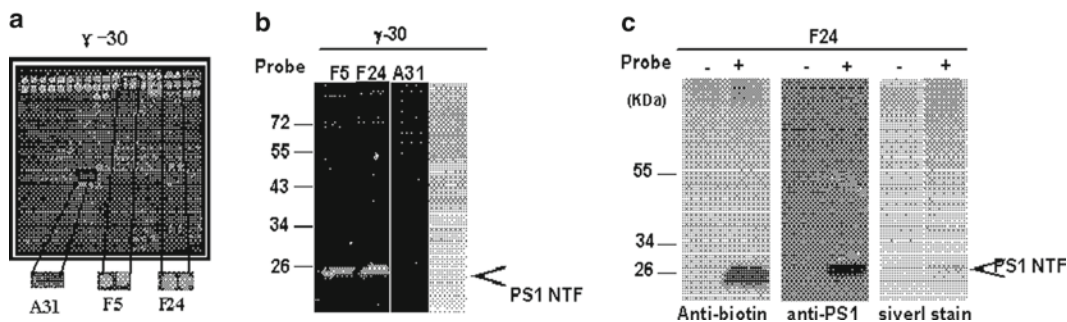 a
γ-30
A31 F5 F24
b
γ-30
Probe F5 F24 A31
72
55
43
34
26
PS1 NTF
c
F24
Probe - + - + - +
(KDa)
55
34
26
PS1 NTF
Anti-biotin anti-PS1 siverl stain